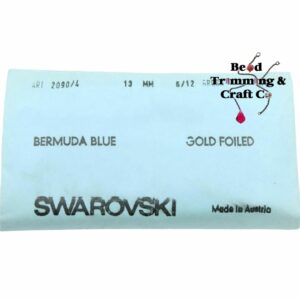 Bead
Trimming &
Craft Co
ART 2090/4 13 MM 6/12
BERMUDA BLUE GOLD FOILED
SWAROVSKI Made in Austria